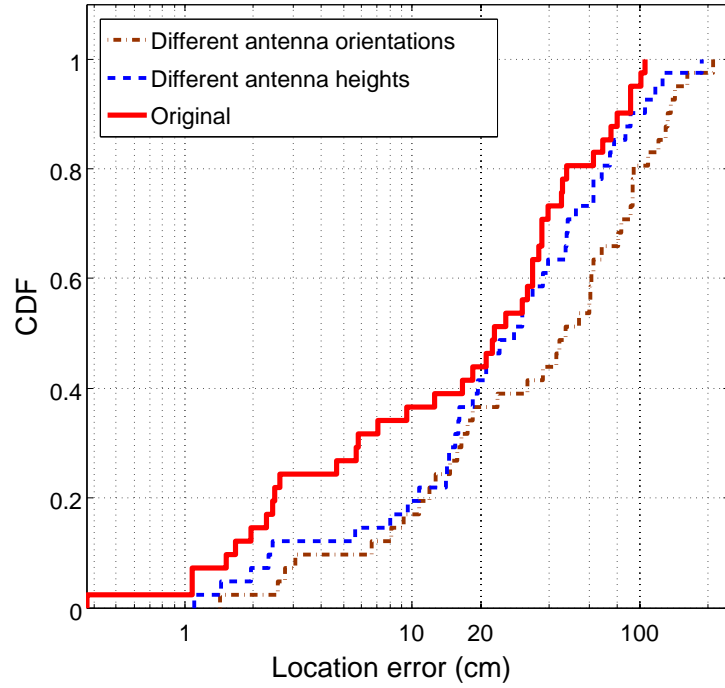 Different antenna orientations
Different antenna heights
Original
1
0.8
0.6
0.4
0.2
0
CDF
1
10
20
100
Location error (cm)